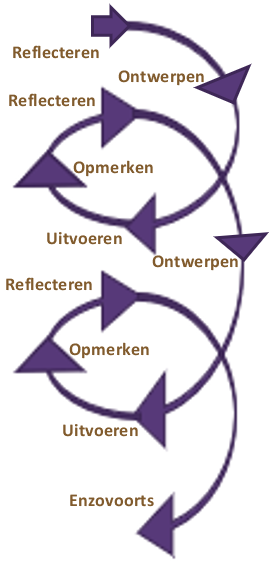 Reflecteren
Ontwerpen
Reflecteren
Opmerken
Uitvoeren
Ontwerpen
Reflecteren
Opmerken
Uitvoeren
Enzovoorts